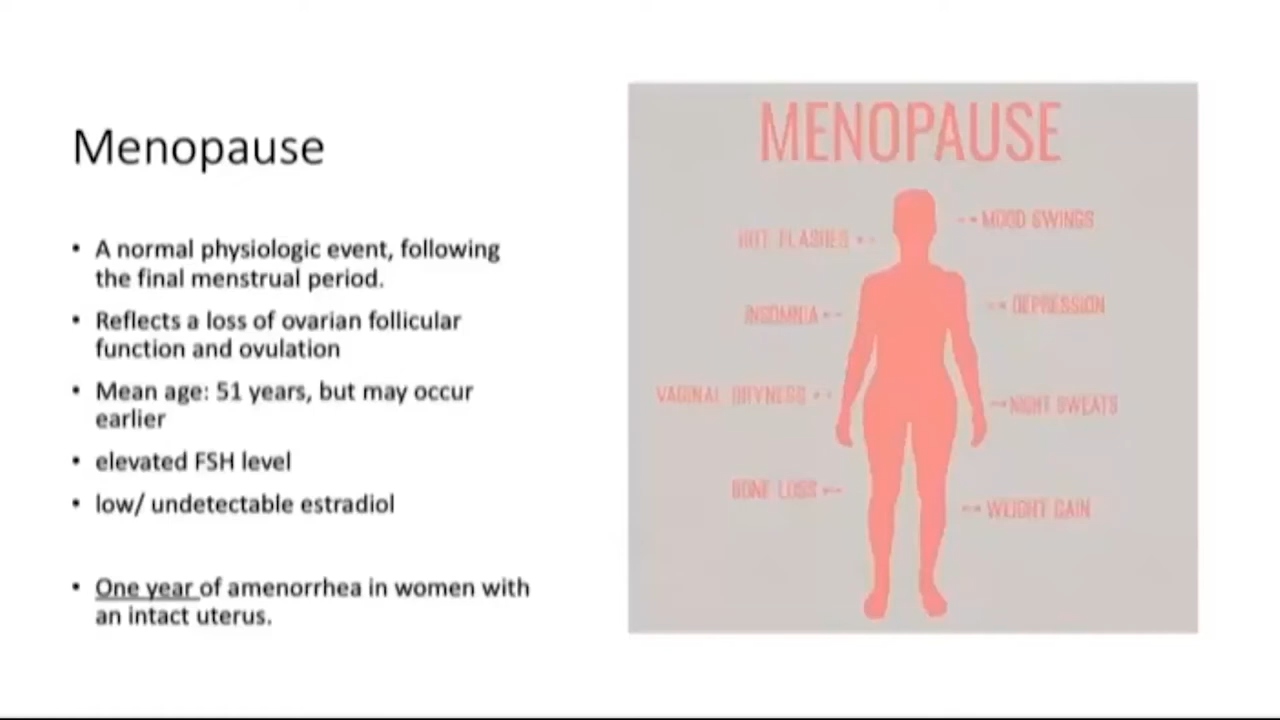 Menopause
• A normal physiologic event, following
the final menstrual period.
• Reflects a loss of ovarian follicular
function and ovulation
• Mean age: 51 years, but may occur
earlier
• elevated FSH level
• low/ undetectable estradiol
• One year of amenorrhea in women with
an intact uterus.
MENOPAUSE
HOT FLASHES
MOOD SWINGS
INSOMNIA
DEPRESSION
VAGINAL DRYNESS
NIGHT SWEATS
BONE LOSS
WEIGHT GAIN